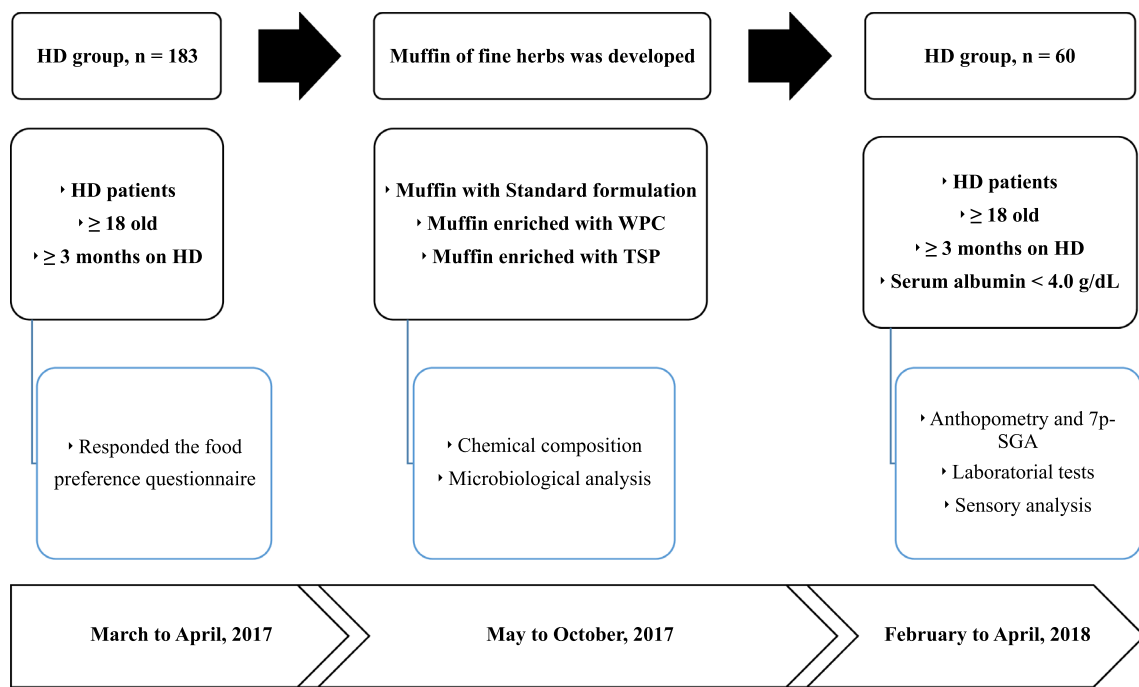 HD group, n = 183
Muffin of fine herbs was developed
HD group, n = 60
‣ HD patients
‣ ≥ 18 old
‣ ≥ 3 months on HD
‣ Muffin with Standard formulation
‣ Muffin enriched with WPC
‣ Muffin enriched with TSP
‣ HD patients
‣ ≥ 18 old
‣ ≥ 3 months on HD
‣ Serum albumin < 4.0 g/dL
‣ Responded the food
preference questionnaire
‣ Chemical composition
‣ Microbiological analysis
‣ Anthopometry and 7p-
SGA
‣ Laboratorial tests
‣ Sensory analysis
March to April, 2017
May to October, 2017
February to April, 2018